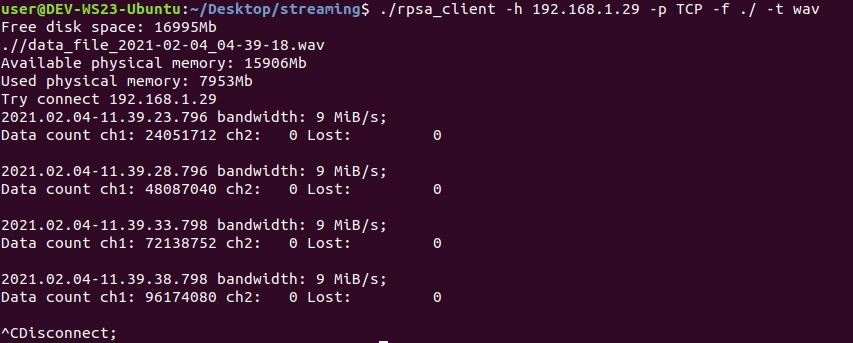 user@DEV-WS23-Ubuntu:~/Desktop/streaming$ ./rpsa_client -h 192.168.1.29 -p TCP -f ./ -t wav
Free disk space: 16995Mb
.//data_file_2021-02-04_04-39-18.wav
Available physical memory: 15906Mb
Used physical memory: 7953Mb
Try connect 192.168.1.29
2021.02.04-11.39.23.796 bandwidth: 9 MiB/s;
Data count ch1: 24051712 ch2:   0 Lost:         0
2021.02.04-11.39.28.796 bandwidth: 9 MiB/s;
Data count ch1: 48087040 ch2:   0 Lost:         0
2021.02.04-11.39.33.798 bandwidth: 9 MiB/s;
Data count ch1: 72138752 ch2:   0 Lost:         0
2021.02.04-11.39.38.798 bandwidth: 9 MiB/s;
Data count ch1: 96174080 ch2:   0 Lost:         0
^CDisconnect;